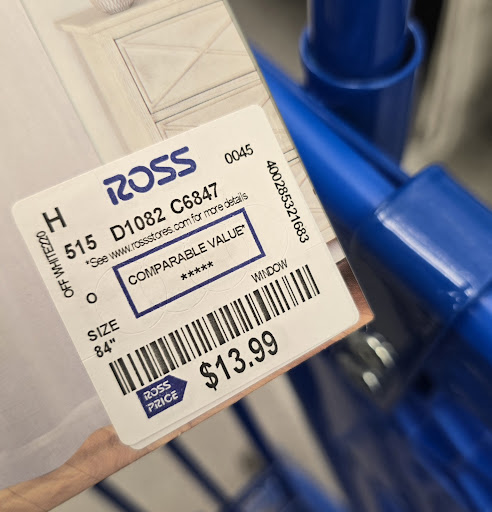 ROSS
0045
H
515 D1082 C6847
400285321683
*See www.rossstores.com for more details
OFF WHITE220
COMPARABLE VALUE*
*****
O
WINDOW
SIZE
84"
ROSS
PRICE
$13.99